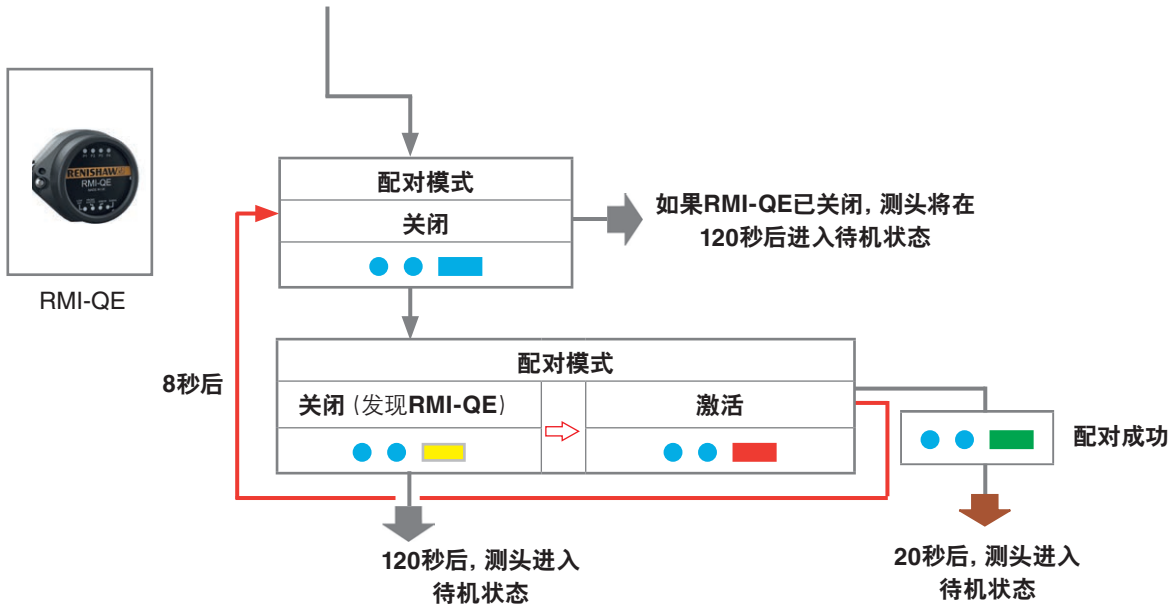 RENISHAW
RMI-QE
RMI-QE
配对模式
关闭
如果RMI-QE已关闭, 测头将在
120秒后进入待机状态
8秒后
配对模式
关闭 (发现RMI-QE)
激活
配对成功
120秒后, 测头进入
待机状态
20秒后, 测头进入
待机状态